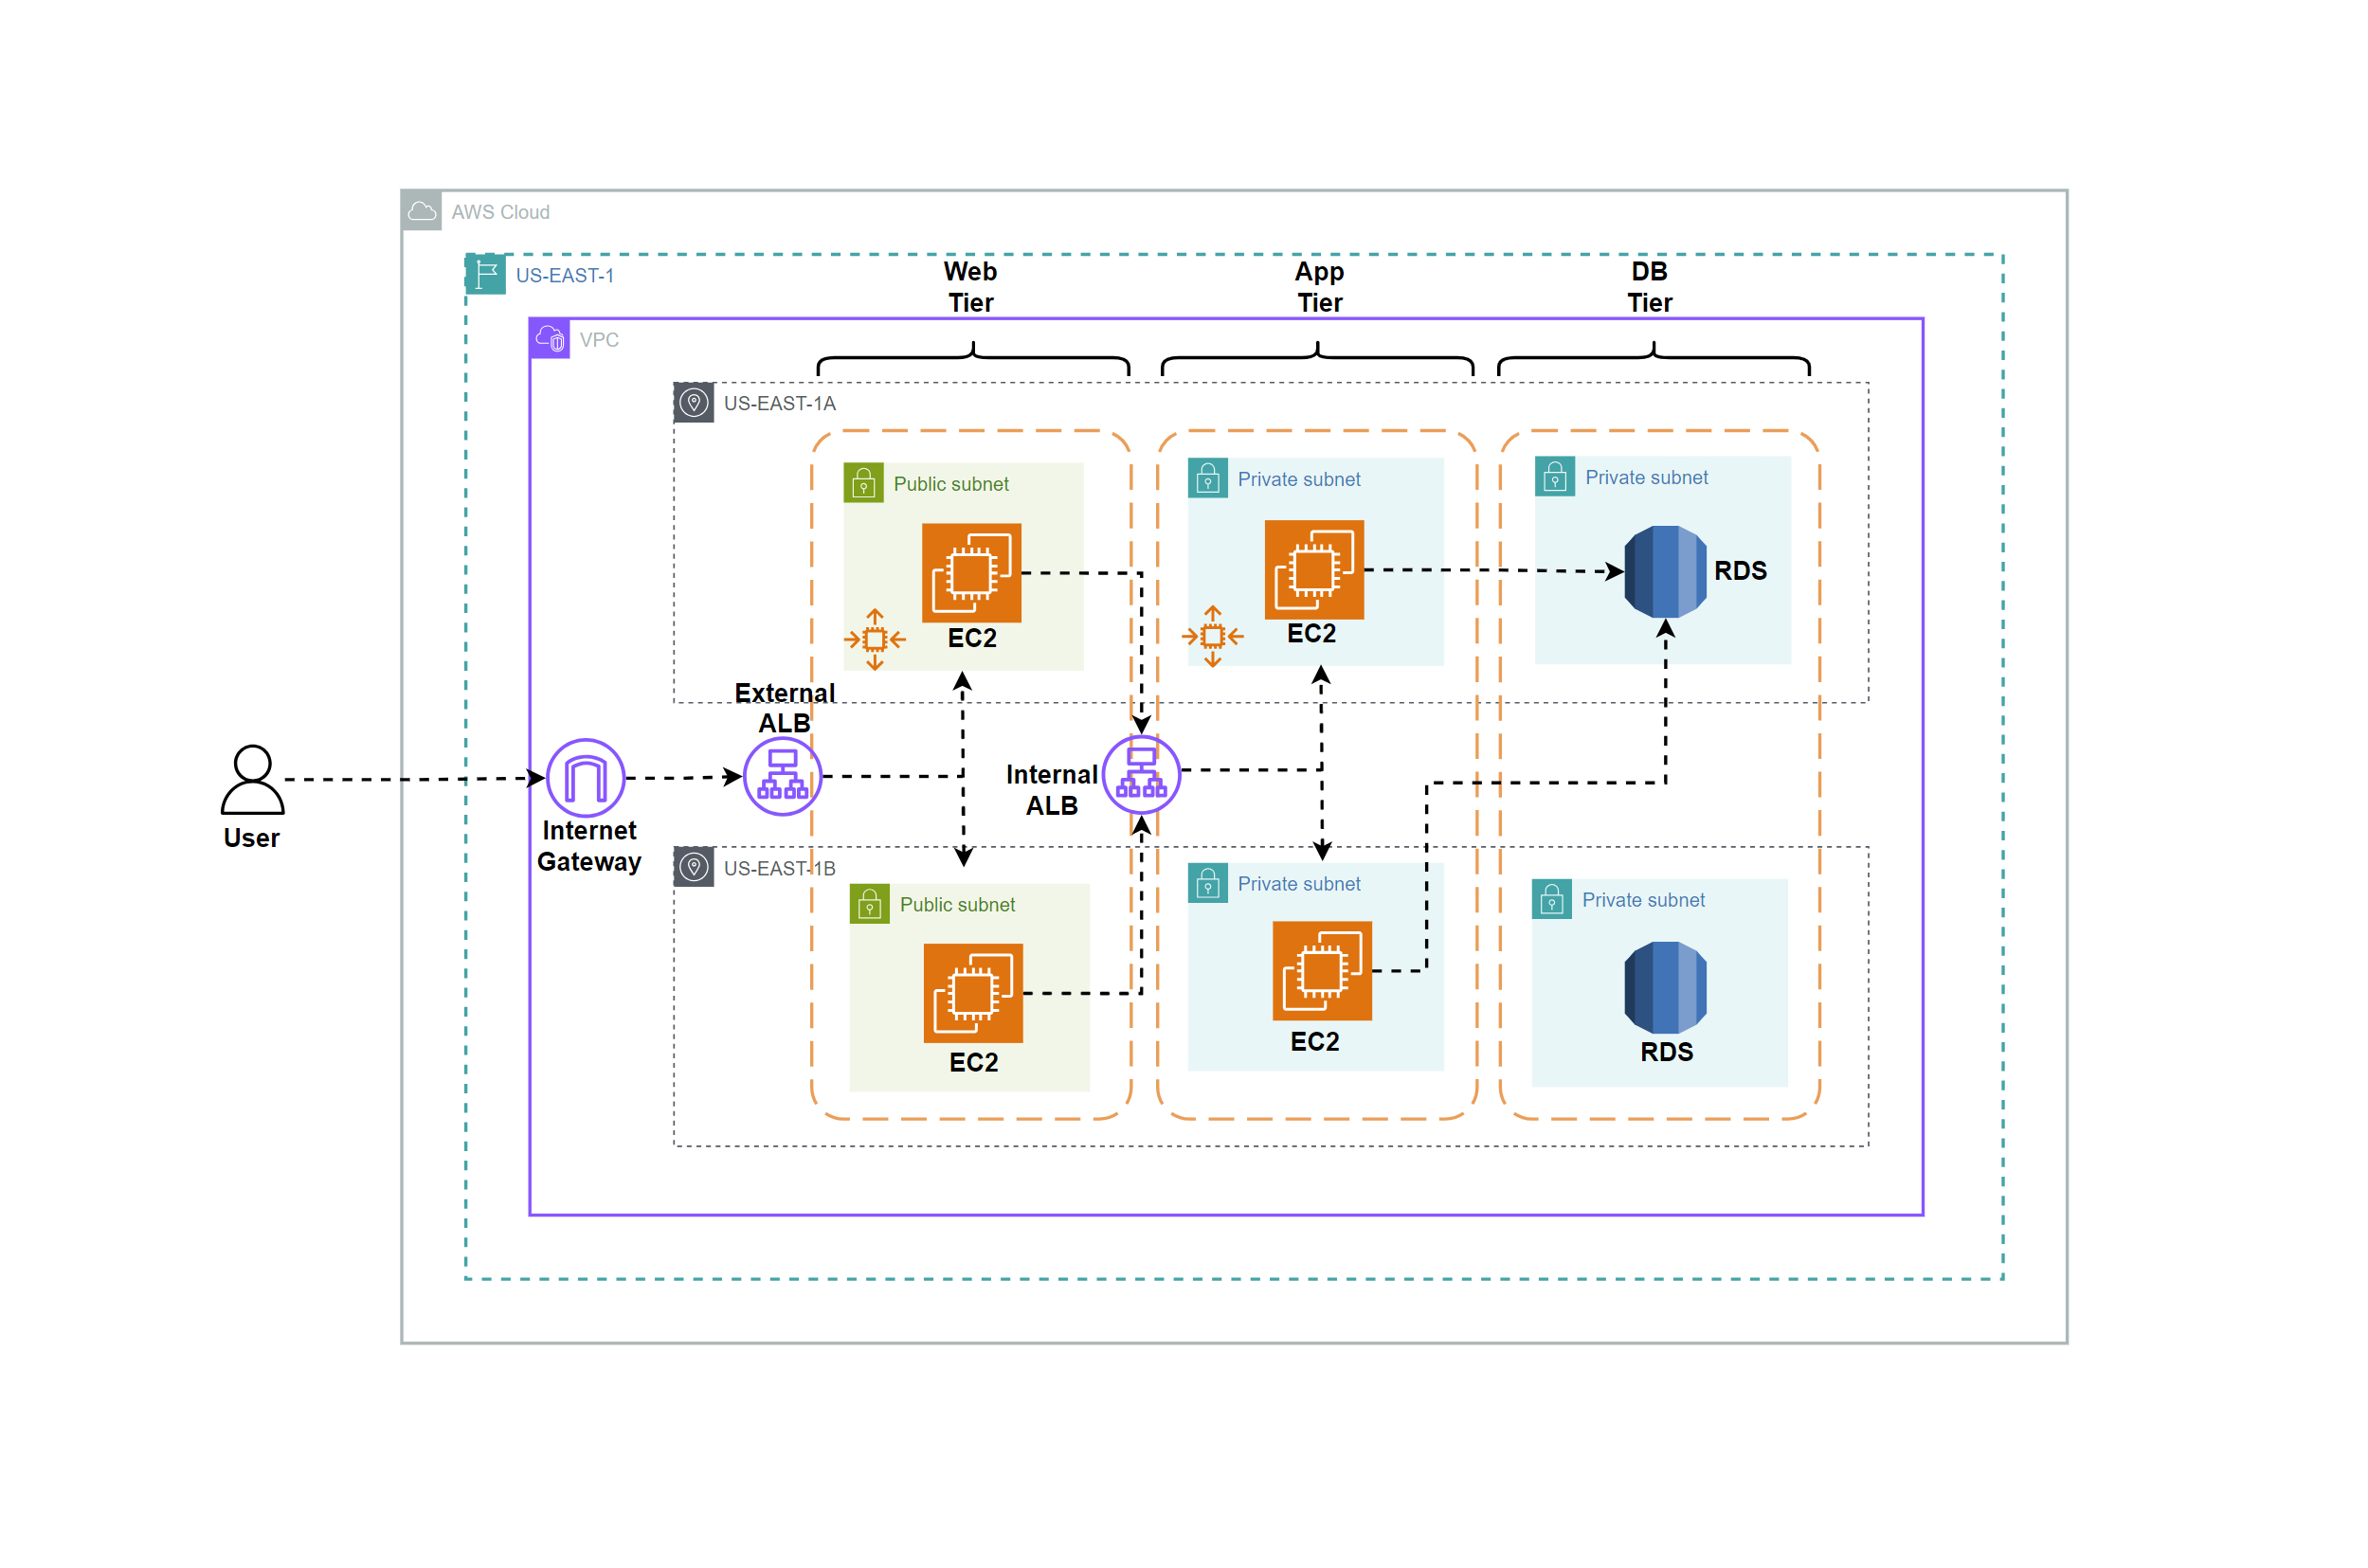 AWS Cloud
US-EAST-1
Web
Tier
App
Tier
DB
Tier
VPC
US-EAST-1A
Public subnet
Private subnet
Private subnet
EC2
EC2
RDS
External
ALB
User
Internet
Gateway
Internal
ALB
US-EAST-1B
Public subnet
Private subnet
Private subnet
EC2
EC2
RDS